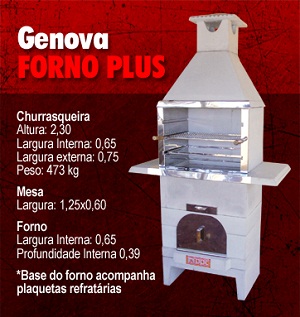 Genova
FORNO PLUS
Churrasqueira
Altura: 2,30
Largura Interna: 0,65
Largura externa: 0,75
Peso: 473 kg
Mesa
Largura: 1,25x0,60
Forno
Largura Interna: 0,65
Profundidade Interna 0,39
*Base do forno acompanha
plaquetas refratárias